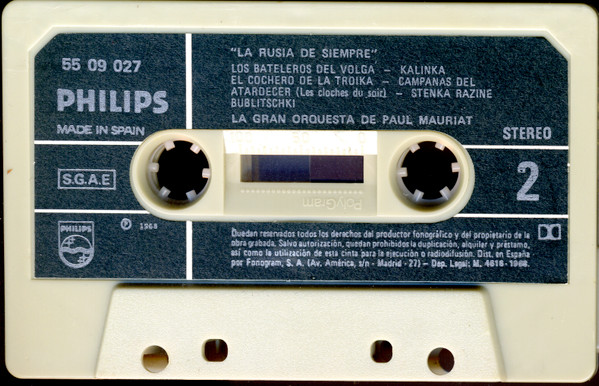 55 09 027
PHILIPS
MADE IN SPAIN
S.G.A.E
PHILIPS
Ⓟ 1968
"LA RUSIA DE SIEMPRE"
LOS BATELEROS DEL VOLGA – KALINKA
EL COCHERO DE LA TROIKA – CAMPANAS DEL
ATARDECER (Les cloches du soir) – STENKA RAZINE
BUBLITSCHKI
LA GRAN ORQUESTA DE PAUL MAURIAT
STEREO
2
PolyGram
Quedan reservados todos los derechos del productor fonográfico y del propietario de la
obra grabada. Salvo autorización, quedan prohibidos la duplicación, alquiler y préstamo,
así como la utilización de esta cinta para la ejecución o radiodifusión. Dist. en España
por Fonogram, S. A. (Av. América, s/n - Madrid - 27) – Dep. Legal: M. 4618-1968.